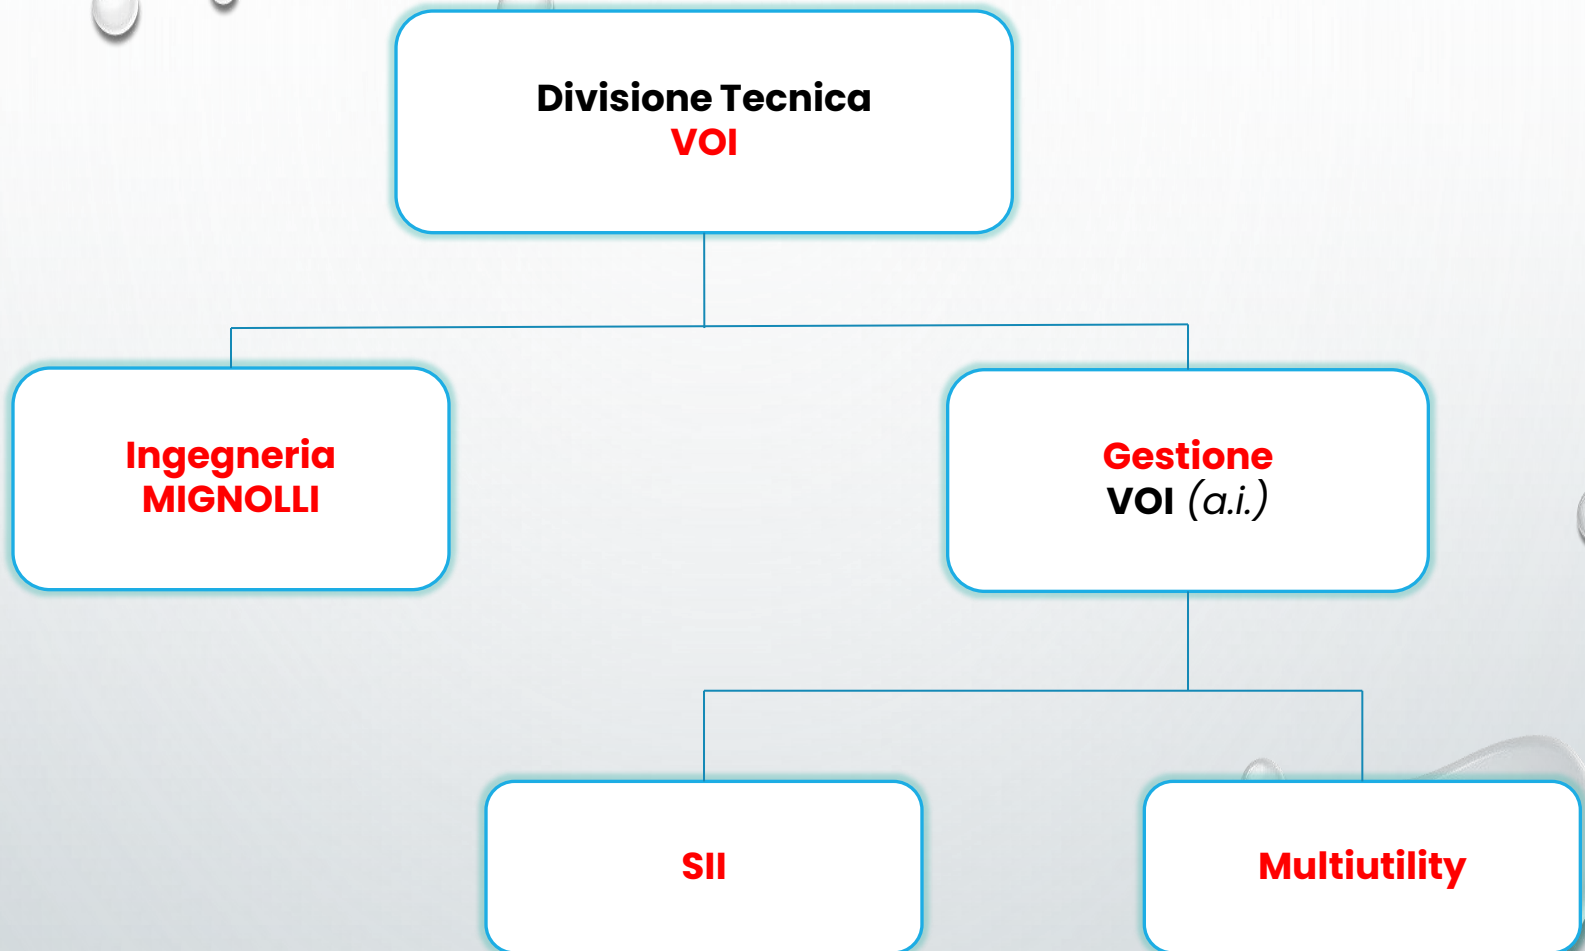 Divisione Tecnica
VOI
Ingegneria
MIGNOLLI
Gestione
VOI (a.i.)
SII
Multiutility